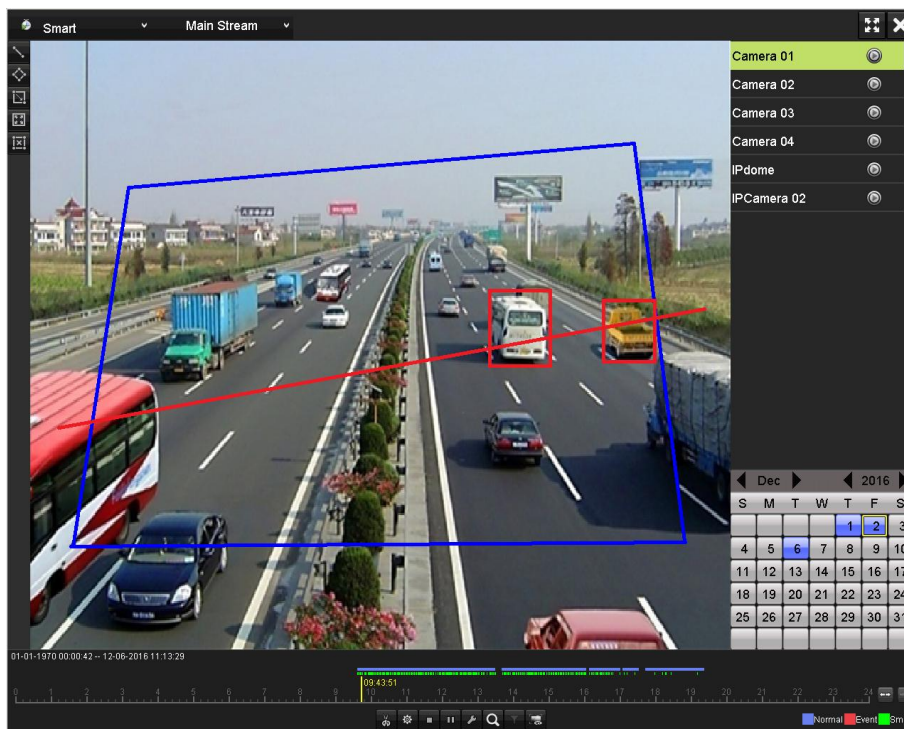 Smart Main Stream
Camera 01
Camera 02
Camera 03
Camera 04
IPdome
IPCamera 02
Dec 2016
S M T W T F S
1 2 3
4 5 6 7 8 9 10
11 12 13 14 15 16 17
18 19 20 21 22 23 24
25 26 27 28 29 30 31
01-01-1970 00:00:42 -- 12-06-2016 11:13:29
09:43:51
0 1 2 3 4 5 6 7 8 9 10 11 12 13 14 15 16 17 18 19 20 21 22 23 24
Normal Event Sm